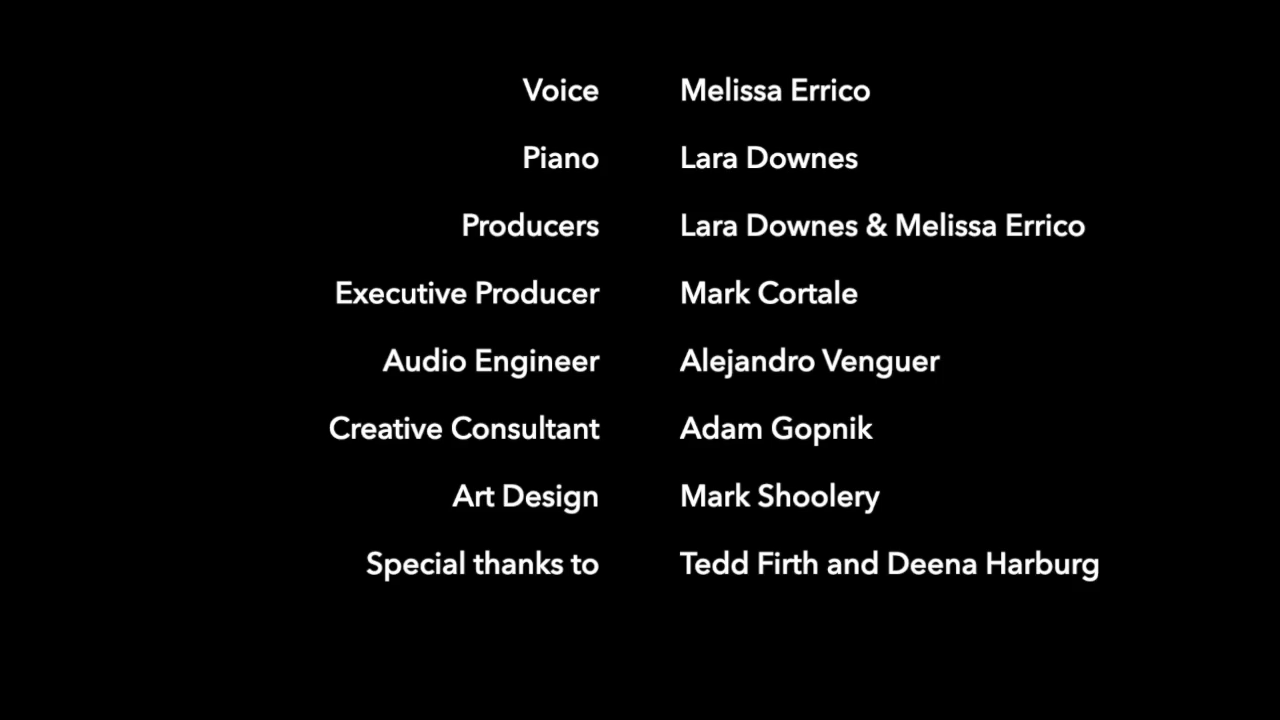 Voice Melissa Errico
Piano Lara Downes
Producers Lara Downes & Melissa Errico
Executive Producer Mark Cortale
Audio Engineer Alejandro Venguer
Creative Consultant Adam Gopnik
Art Design Mark Shoolery
Special thanks to Tedd Firth and Deena Harburg